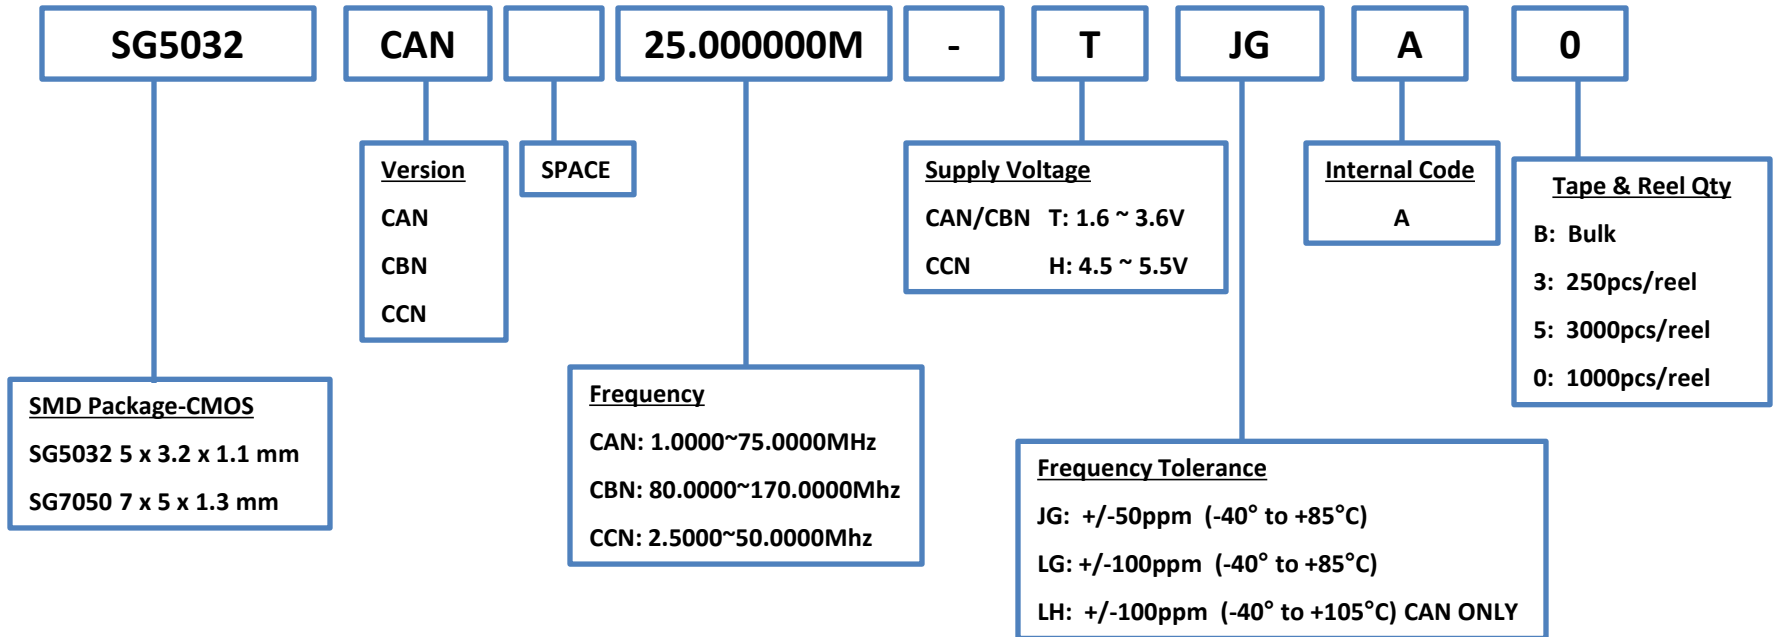 SG5032 CAN 25.000000M - T JG A 0
Version
CAN
CBN
CCN
SPACE
Supply Voltage
CAN/CBN T: 1.6 ~ 3.6V
CCN H: 4.5 ~ 5.5V
Internal Code
A
Tape & Reel Qty
B: Bulk
3: 250pcs/reel
5: 3000pcs/reel
0: 1000pcs/reel
SMD Package-CMOS
SG5032 5 x 3.2 x 1.1 mm
SG7050 7 x 5 x 1.3 mm
Frequency
CAN: 1.0000~75.0000MHz
CBN: 80.0000~170.0000Mhz
CCN: 2.5000~50.0000Mhz
Frequency Tolerance
JG: +/-50ppm (-40° to +85°C)
LG: +/-100ppm (-40° to +85°C)
LH: +/-100ppm (-40° to +105°C) CAN ONLY